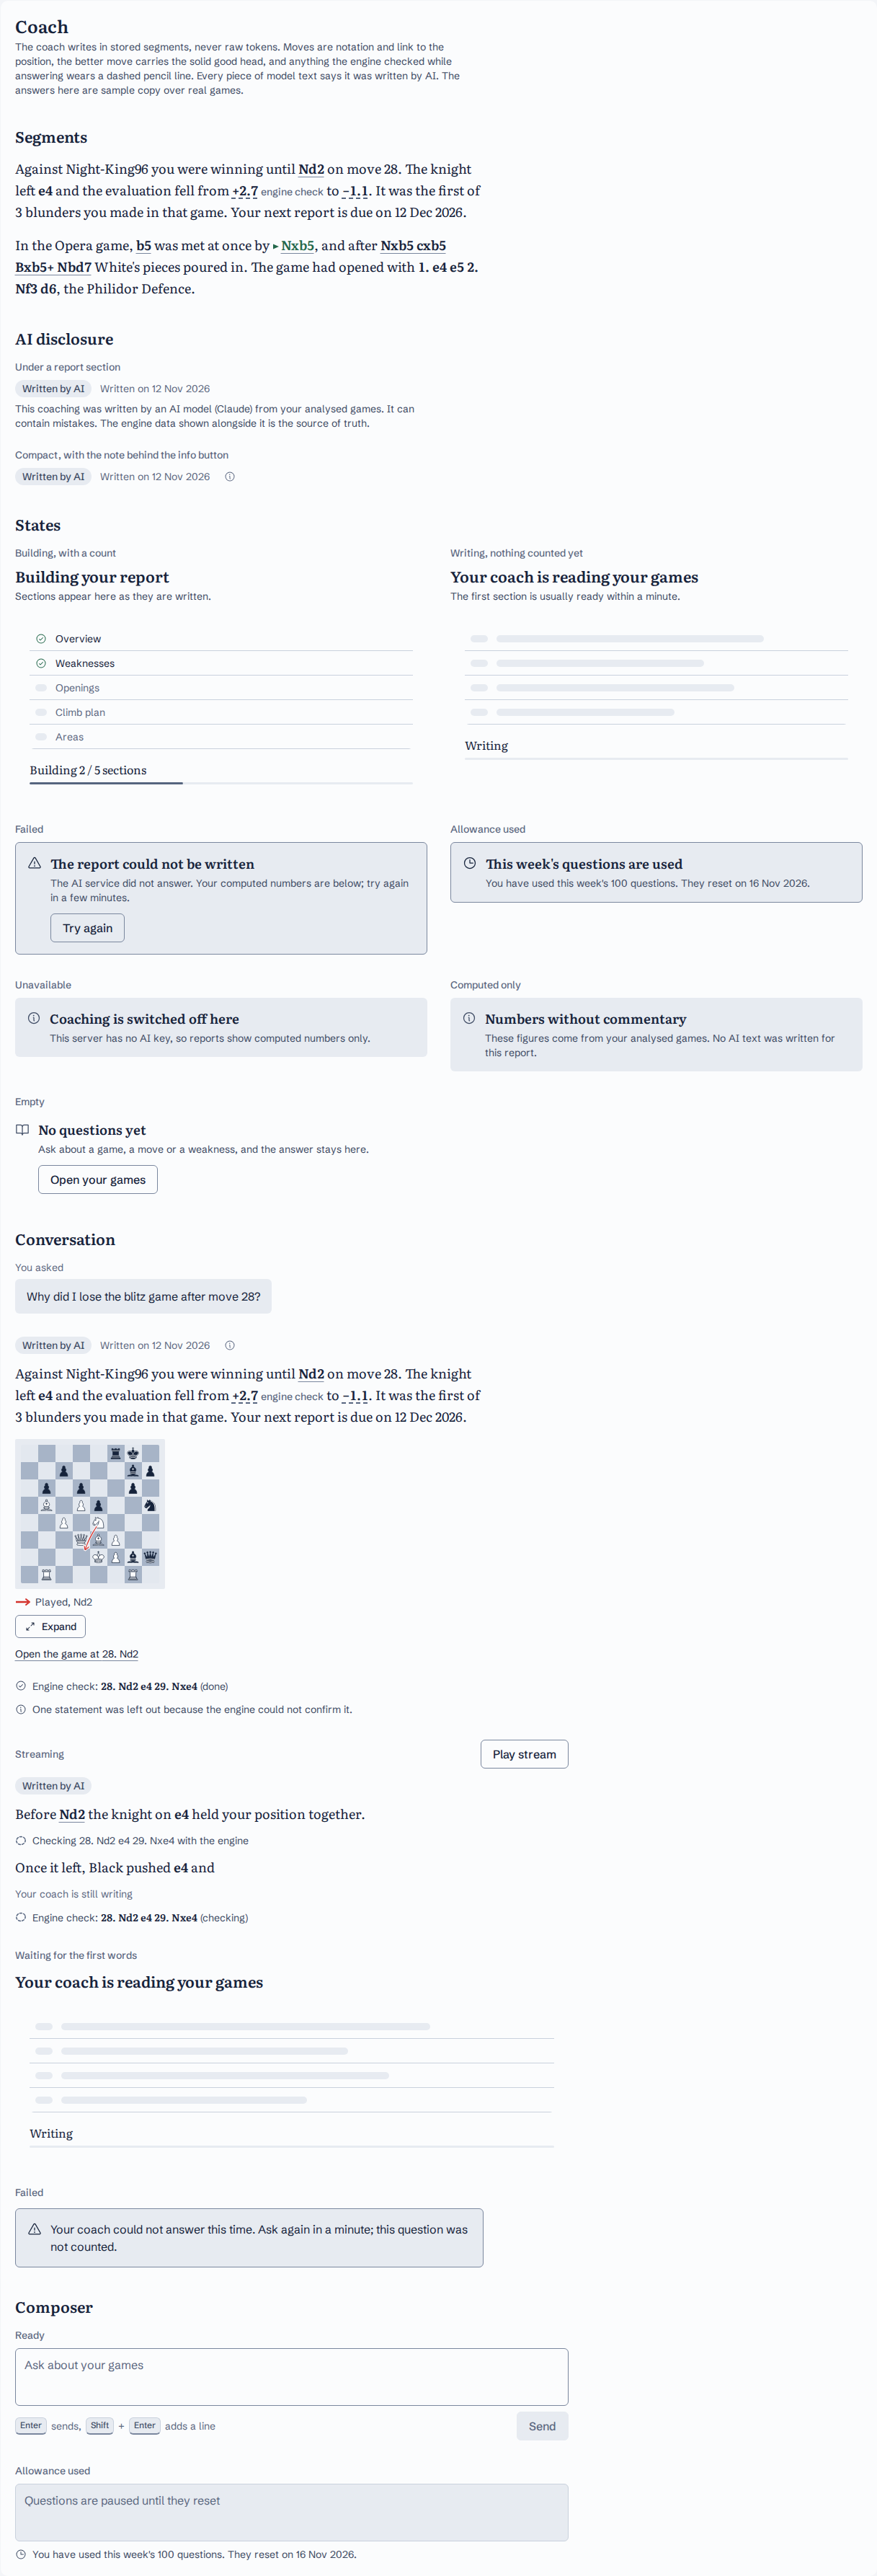 Coach
The coach writes in stored segments, never raw tokens. Moves are notation and link to the
position, the better move carries the solid good head, and anything the engine checked while
answering wears a dashed pencil line. Every piece of model text says it was written by AI. The
answers here are sample copy over real games.
Segments
Against Night-King96 you were winning until Nd2 on move 28. The knight
left e4 and the evaluation fell from +2.7 engine check to −1.1. It was the first of
3 blunders you made in that game. Your next report is due on 12 Dec 2026.
In the Opera game, b5 was met at once by ▸ Nxb5, and after Nxb5 cxb5
Bxb5+ Nbd7 White's pieces poured in. The game had opened with 1. e4 e5 2.
Nf3 d6, the Philidor Defence.
AI disclosure
Under a report section
Written by AI Written on 12 Nov 2026
This coaching was written by an AI model (Claude) from your analysed games. It can
contain mistakes. The engine data shown alongside it is the source of truth.
Compact, with the note behind the info button
Written by AI Written on 12 Nov 2026
States
Building, with a count
Building your report
Sections appear here as they are written.
Overview
Weaknesses
Openings
Climb plan
Areas
Building 2 / 5 sections
Writing, nothing counted yet
Your coach is reading your games
The first section is usually ready within a minute.
Writing
Failed
The report could not be written
The AI service did not answer. Your computed numbers are below; try again
in a few minutes.
Try again
Allowance used
This week's questions are used
You have used this week's 100 questions. They reset on 16 Nov 2026.
Unavailable
Coaching is switched off here
This server has no AI key, so reports show computed numbers only.
Computed only
Numbers without commentary
These figures come from your analysed games. No AI text was written for
this report.
Empty
No questions yet
Ask about a game, a move or a weakness, and the answer stays here.
Open your games
Conversation
You asked
Why did I lose the blitz game after move 28?
Written by AI Written on 12 Nov 2026
Against Night-King96 you were winning until Nd2 on move 28. The knight
left e4 and the evaluation fell from +2.7 engine check to −1.1. It was the first of
3 blunders you made in that game. Your next report is due on 12 Dec 2026.
Played, Nd2
Expand
Open the game at 28. Nd2
Engine check: 28. Nd2 e4 29. Nxe4 (done)
One statement was left out because the engine could not confirm it.
Streaming
Play stream
Written by AI
Before Nd2 the knight on e4 held your position together.
Checking 28. Nd2 e4 29. Nxe4 with the engine
Once it left, Black pushed e4 and
Your coach is still writing
Engine check: 28. Nd2 e4 29. Nxe4 (checking)
Waiting for the first words
Your coach is reading your games
Writing
Failed
Your coach could not answer this time. Ask again in a minute; this question was
not counted.
Composer
Ready
Ask about your games
Enter sends, Shift + Enter adds a line
Send
Allowance used
Questions are paused until they reset
You have used this week's 100 questions. They reset on 16 Nov 2026.